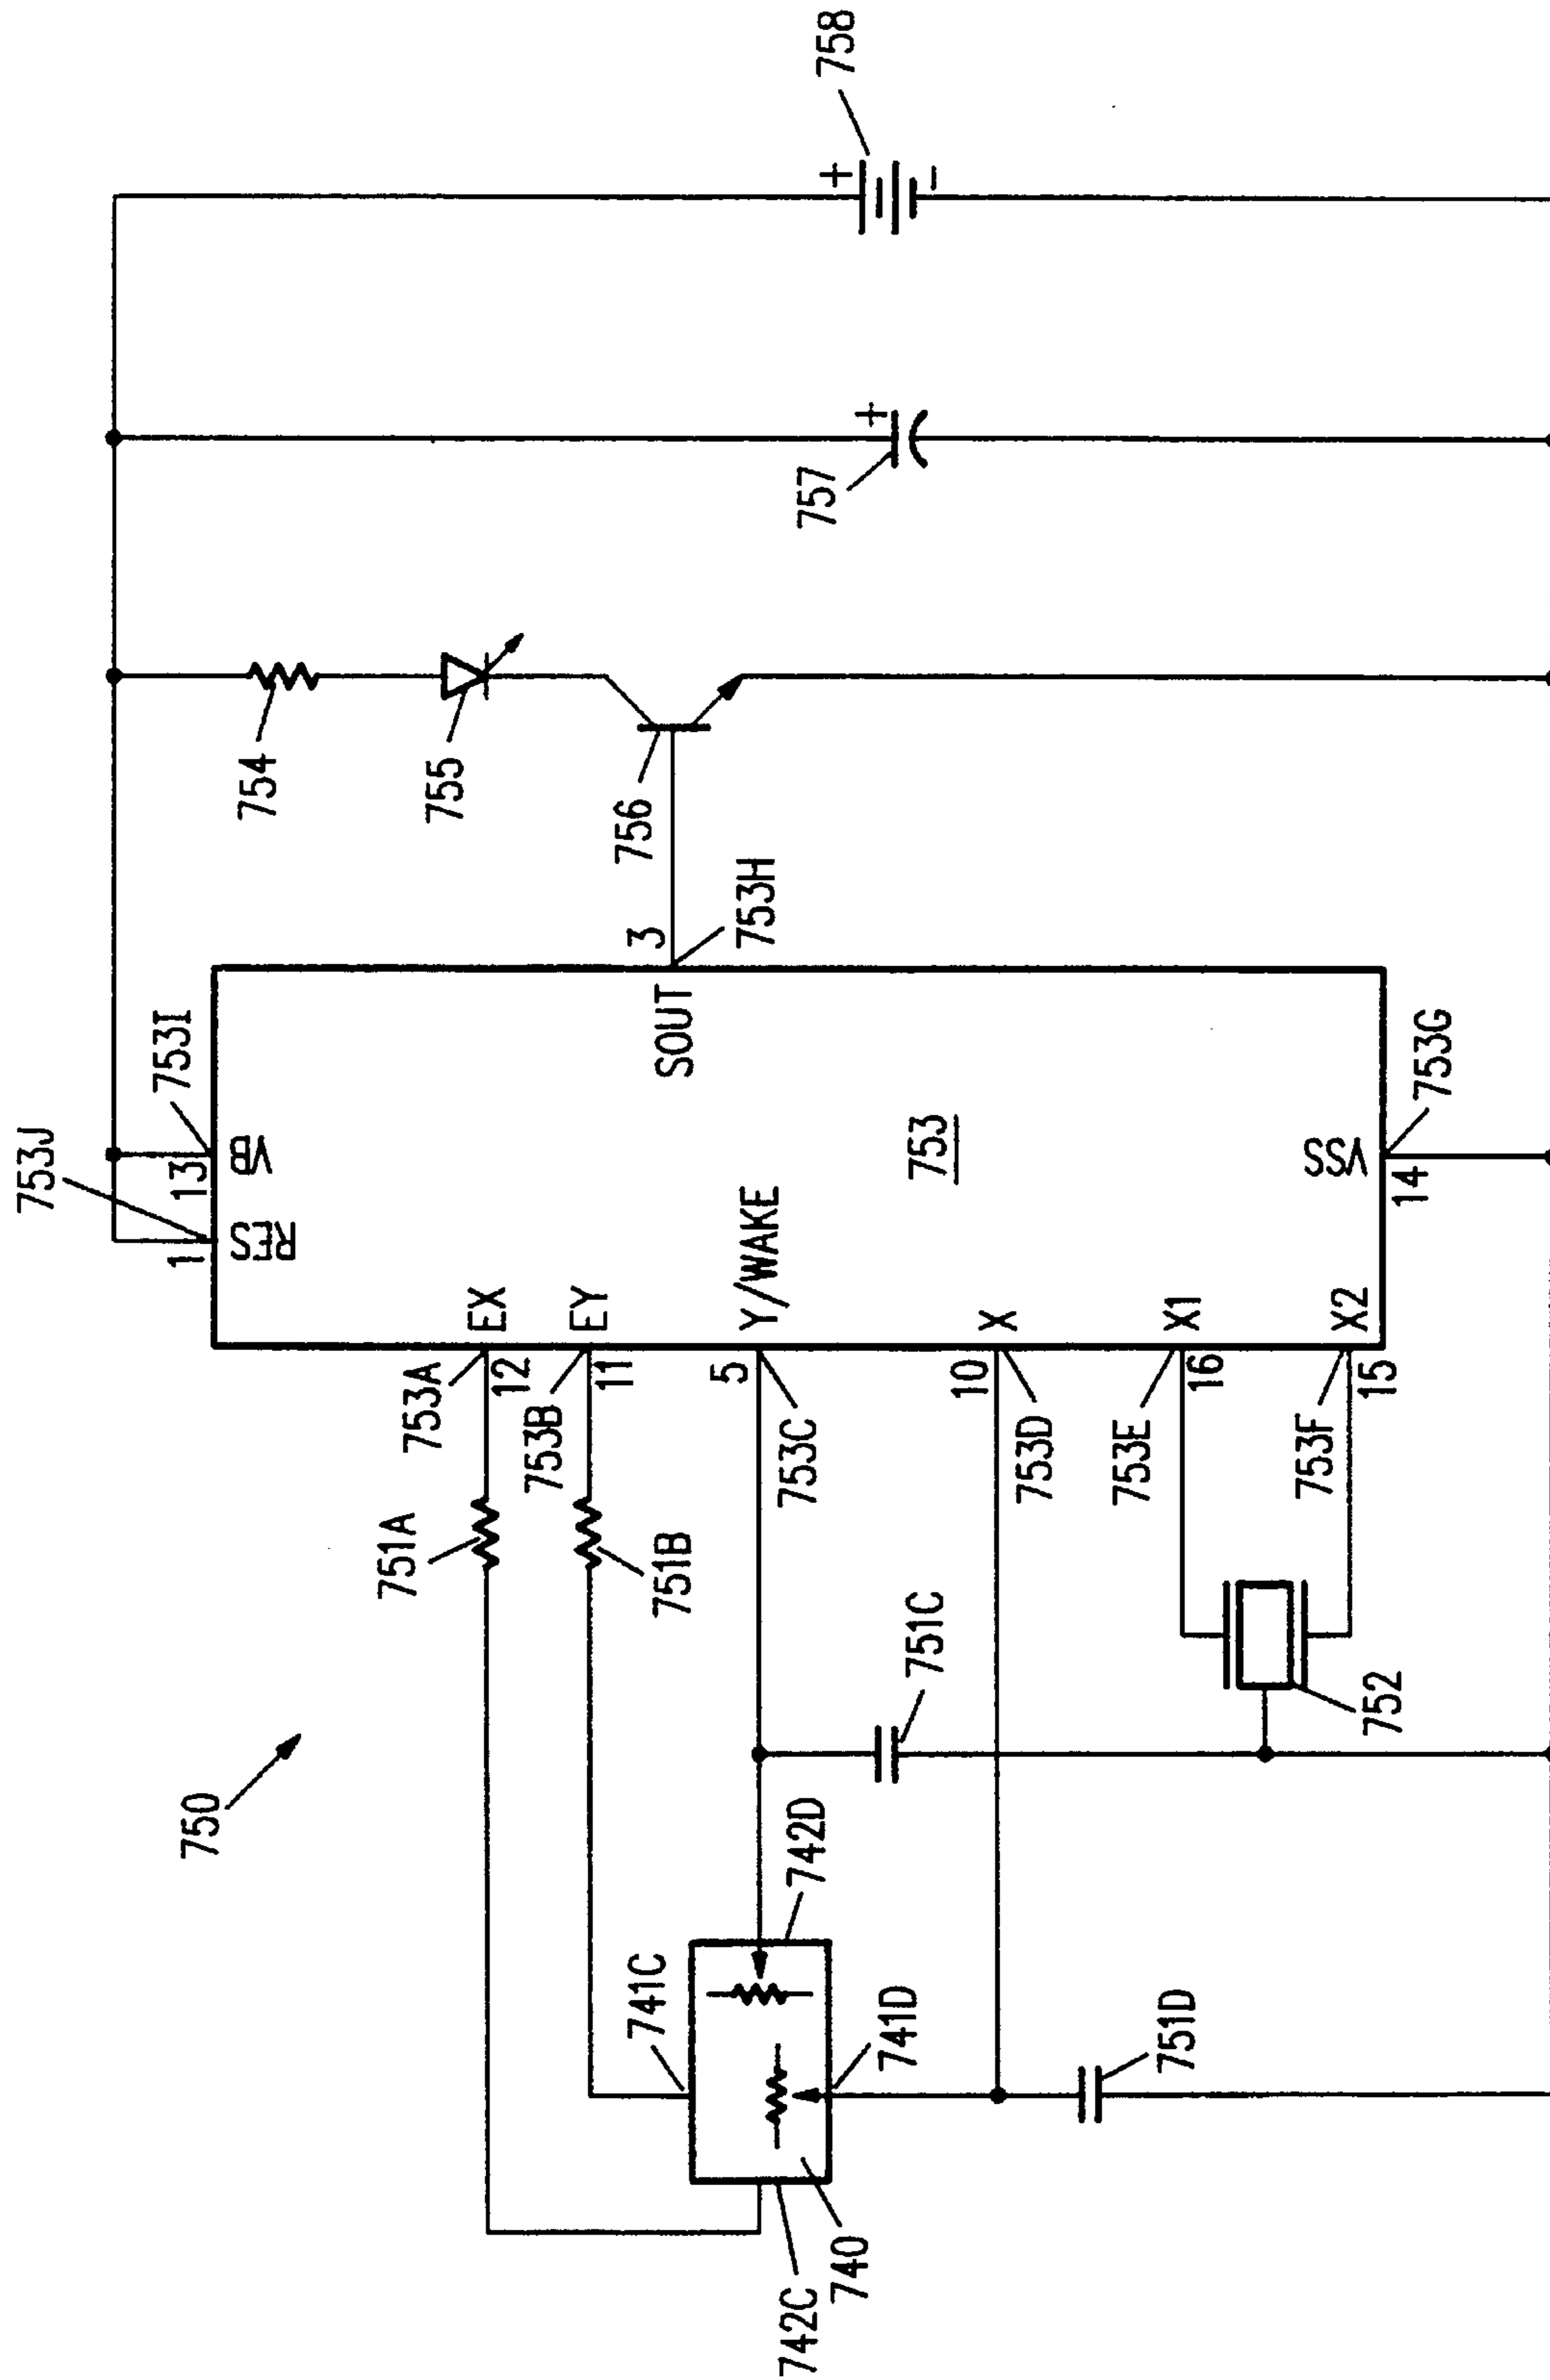 750
742C
740
741C
742D
741D
751D
751A
751B
751C
752
753A
12
EX
753B
11
EY
5
Y/WAKE
753C
10
X
753D
753E
16
X1
753F
15
X2
753J
1
RES
13
VB
753I
753
3
SOUT
753H
VSS
14
753G
754
755
756
+
757
+
-
758